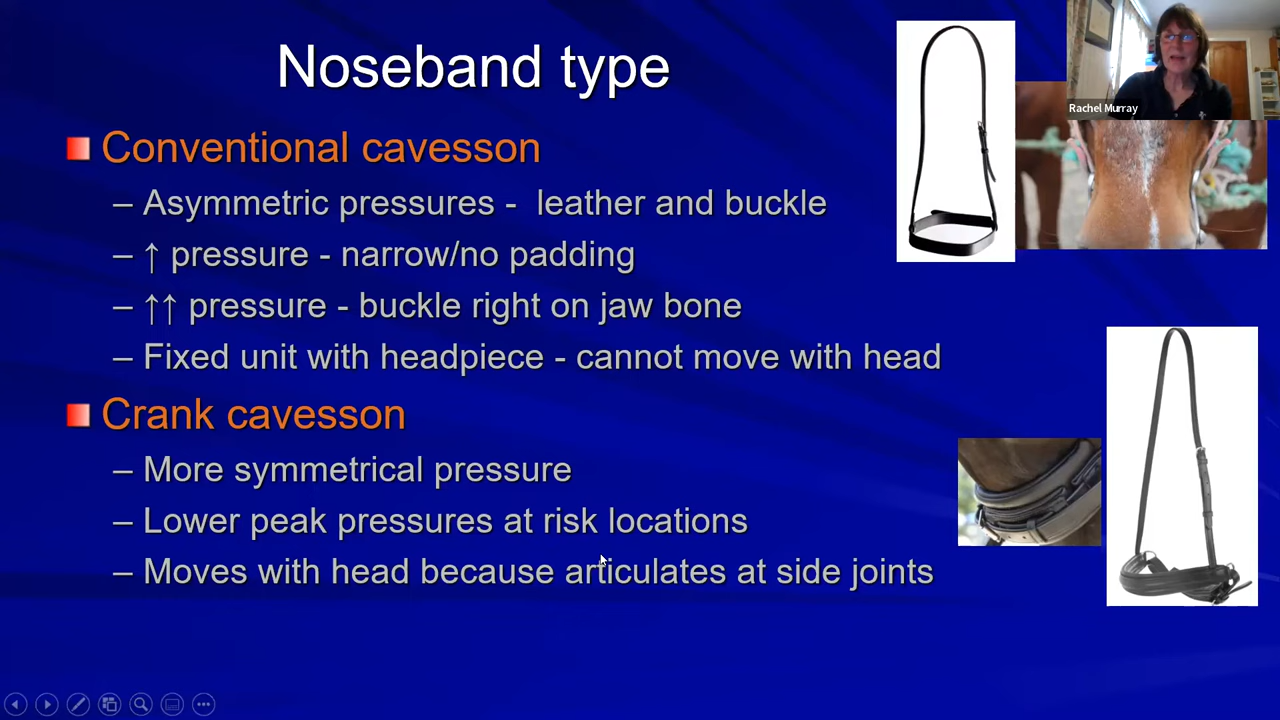 Noseband type
Rachel Murray
Conventional cavesson
– Asymmetric pressures -  leather and buckle
– ↑ pressure - narrow/no padding
– ↑↑ pressure - buckle right on jaw bone
– Fixed unit with headpiece - cannot move with head
Crank cavesson
– More symmetrical pressure
– Lower peak pressures at risk locations
– Moves with head because articulates at side joints